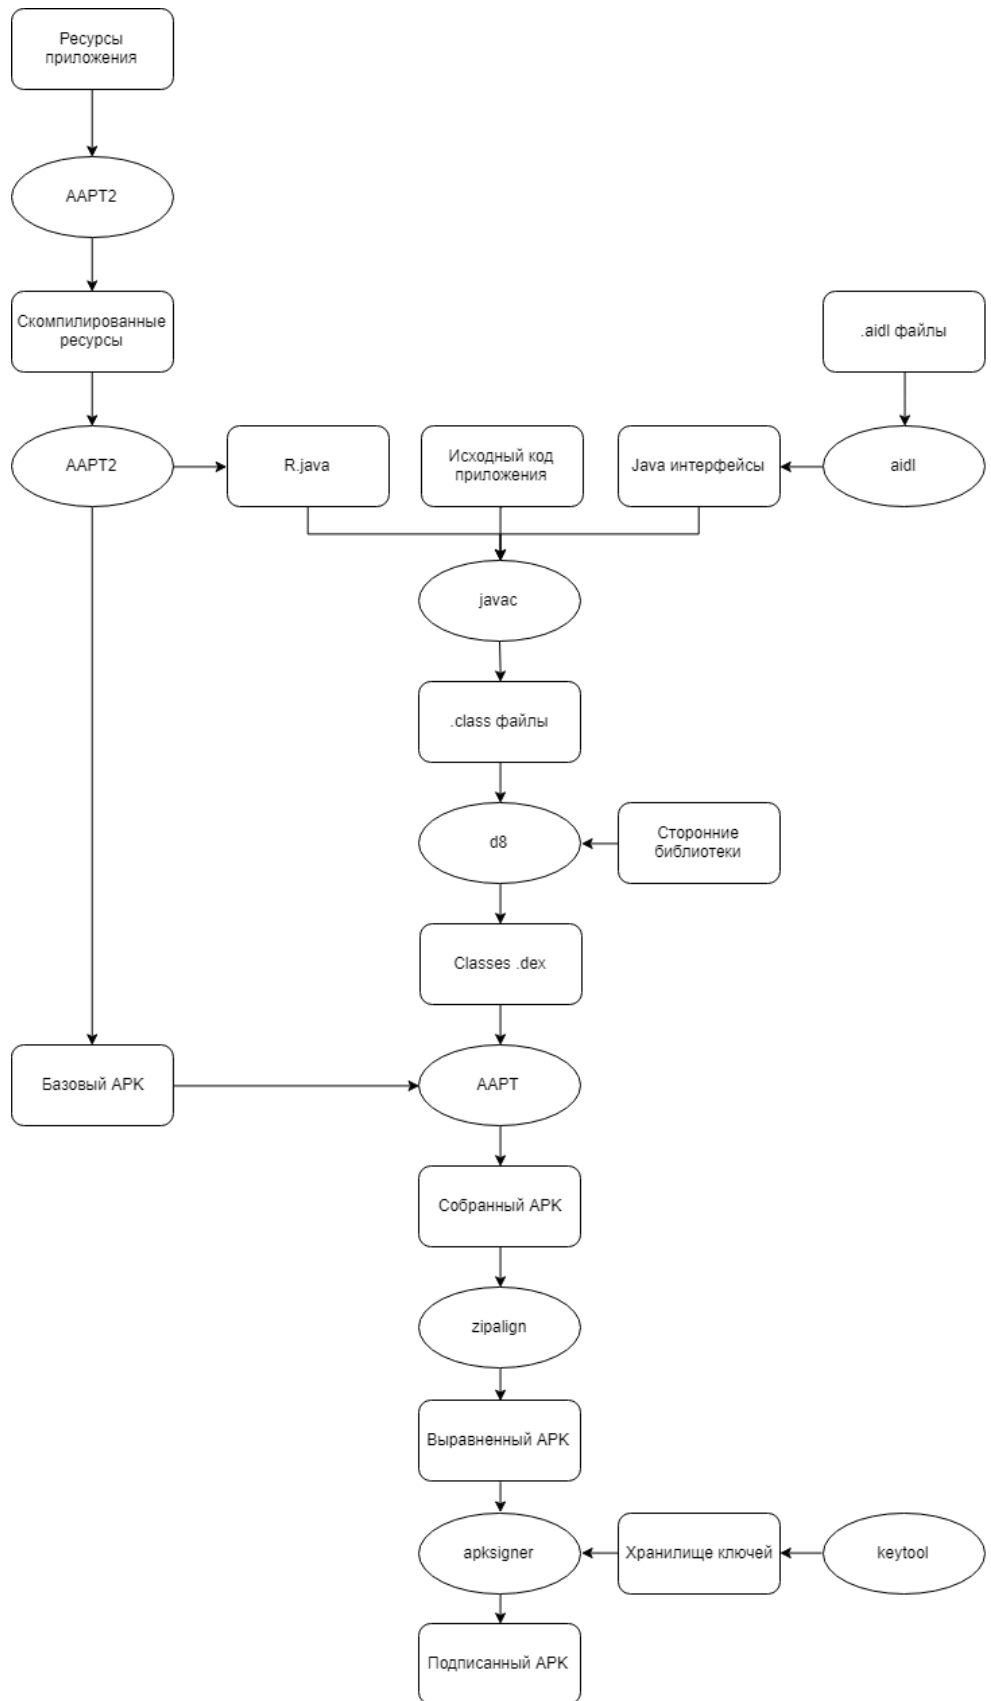 Ресурсы
приложения
AAPT2
Скомпилированные
ресурсы
.aidl файлы
AAPT2
R.java
Исходный код
приложения
Java интерфейсы
aidl
javac
.class файлы
d8
Сторонние
библиотеки
Classes .dex
Базовый APK
AAPT
Собранный APK
zipalign
Выравненный APK
apksigner
Хранилище ключей
keytool
Подписанный APK